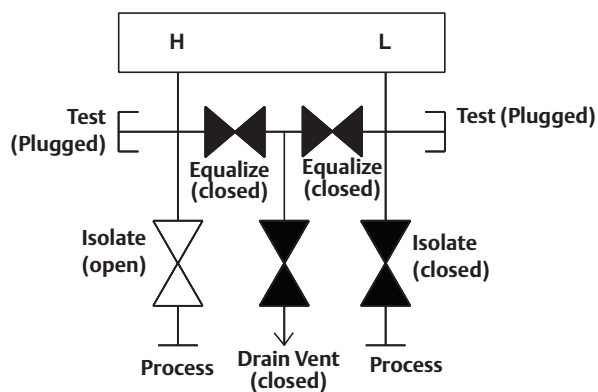 H
L
Test
(Plugged)
Test (Plugged)
Equalize
(closed)
Equalize
(closed)
Isolate
(open)
Isolate
(closed)
Process
Drain Vent
(closed)
Process